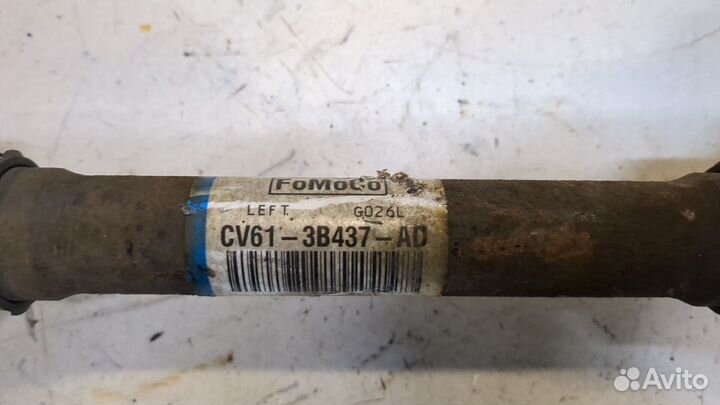 FoMoCo
LEFT G026L
CV61-3B437-AD
Avito